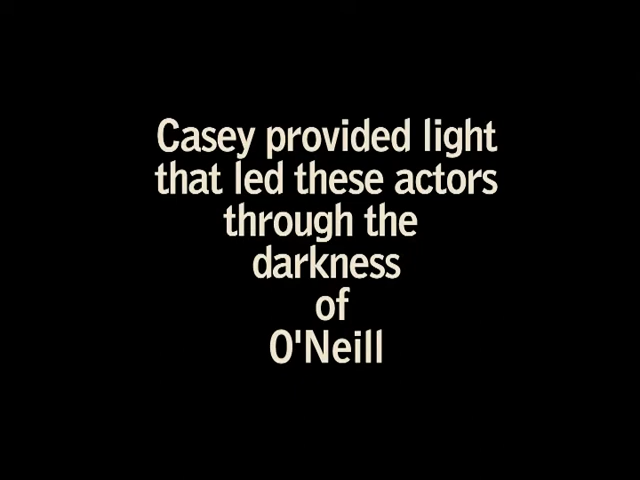 Casey provided light
that led these actors
through the
darkness
of
O'Neill